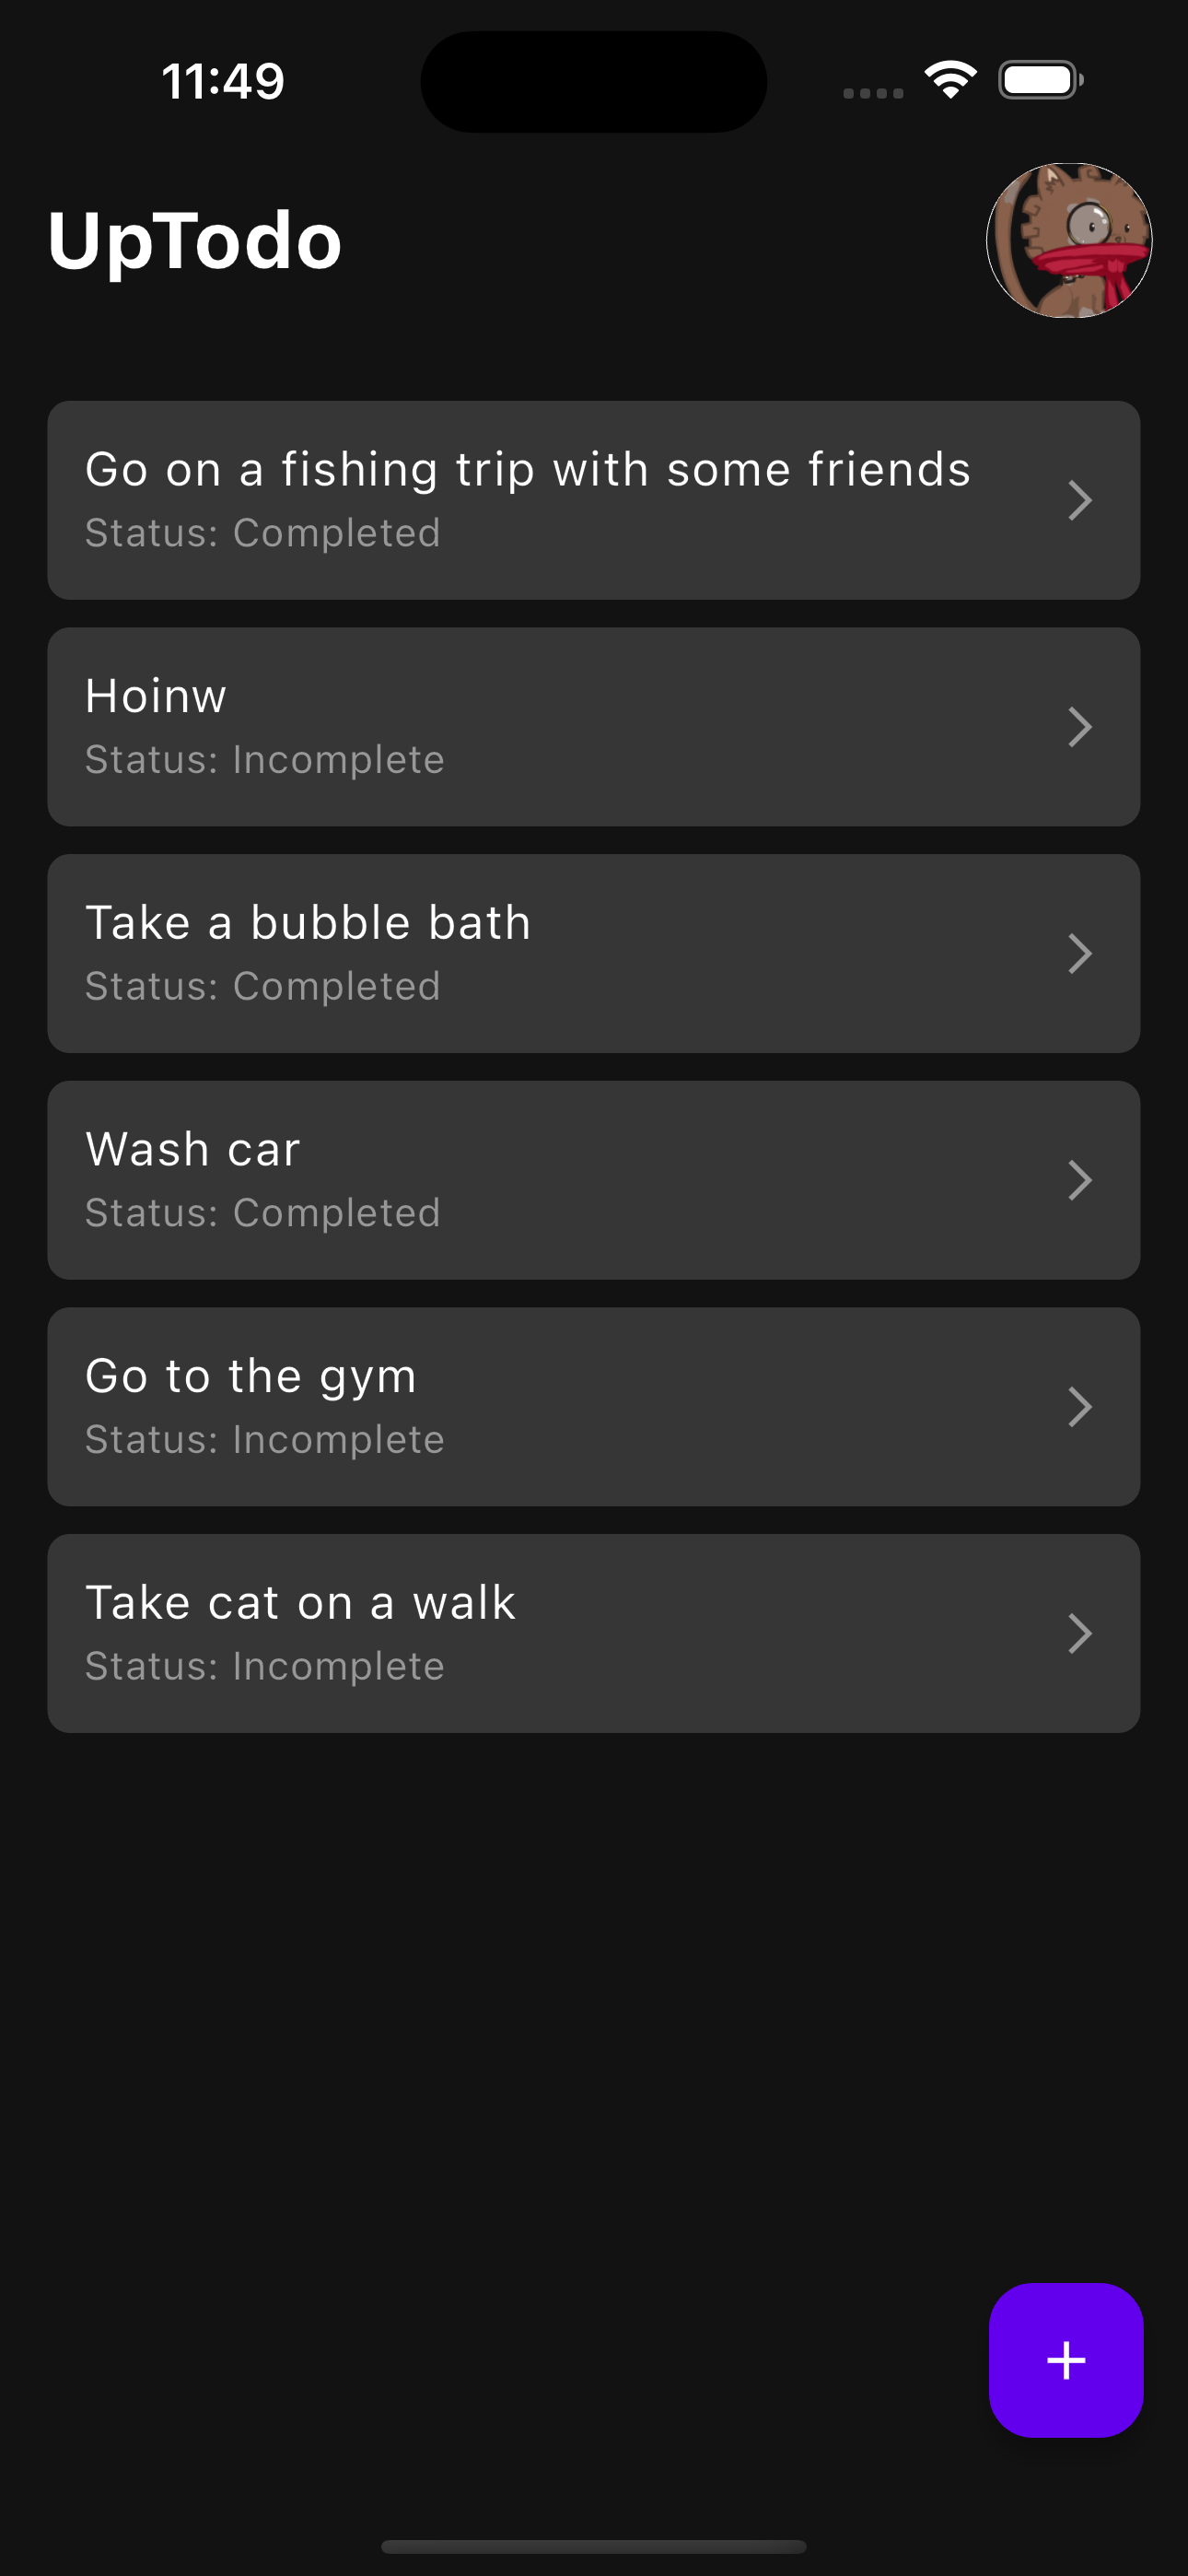 11:49
UpTodo
Go on a fishing trip with some friends
Status: Completed
Hoinw
Status: Incomplete
Take a bubble bath
Status: Completed
Wash car
Status: Completed
Go to the gym
Status: Incomplete
Take cat on a walk
Status: Incomplete
+